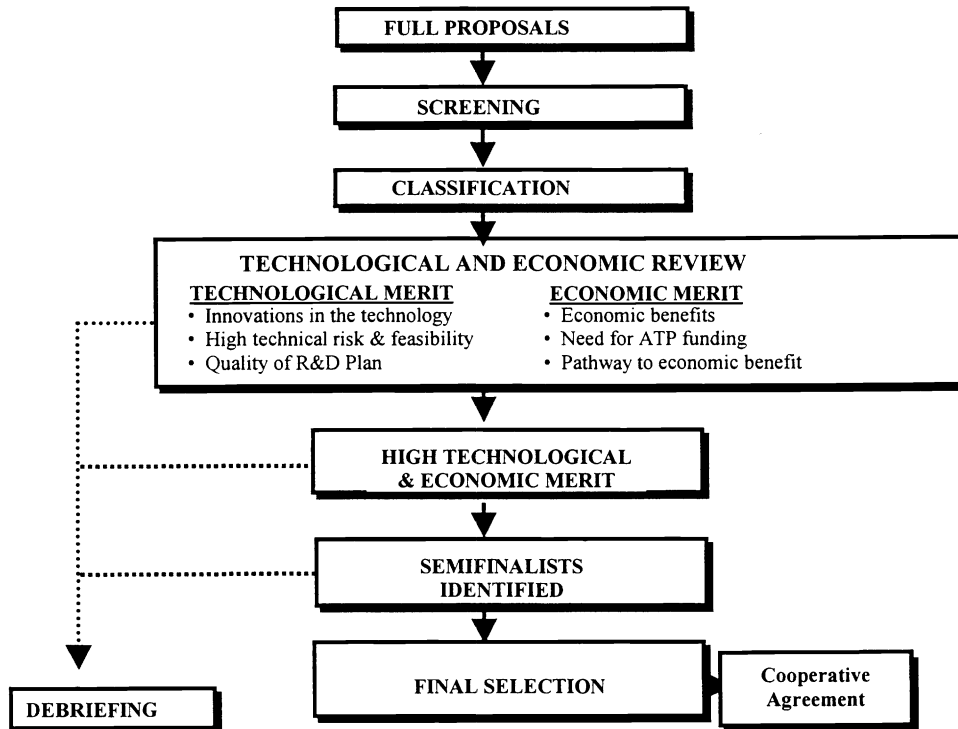 FULL PROPOSALS
SCREENING
CLASSIFICATION
TECHNOLOGICAL AND ECONOMIC REVIEW
TECHNOLOGICAL MERIT
• Innovations in the technology
• High technical risk & feasibility
• Quality of R&D Plan
ECONOMIC MERIT
• Economic benefits
• Need for ATP funding
• Pathway to economic benefit
HIGH TECHNOLOGICAL
& ECONOMIC MERIT
SEMIFINALISTS
IDENTIFIED
FINAL SELECTION
Cooperative
Agreement
DEBRIEFING